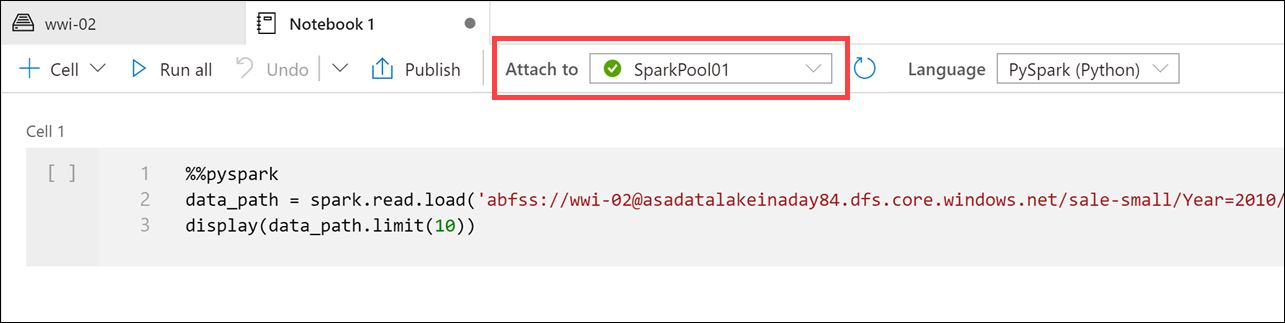 wwi-02
Notebook 1
Cell
Run all
Undo
Publish
Attach to
SparkPool01
Language
PySpark (Python)
Cell 1
[ ]
1 %%pyspark
2 data_path = spark.read.load('abfss://wwi-02@asadatalakeinaday84.dfs.core.windows.net/sale-small/Year=2010/
3 display(data_path.limit(10))